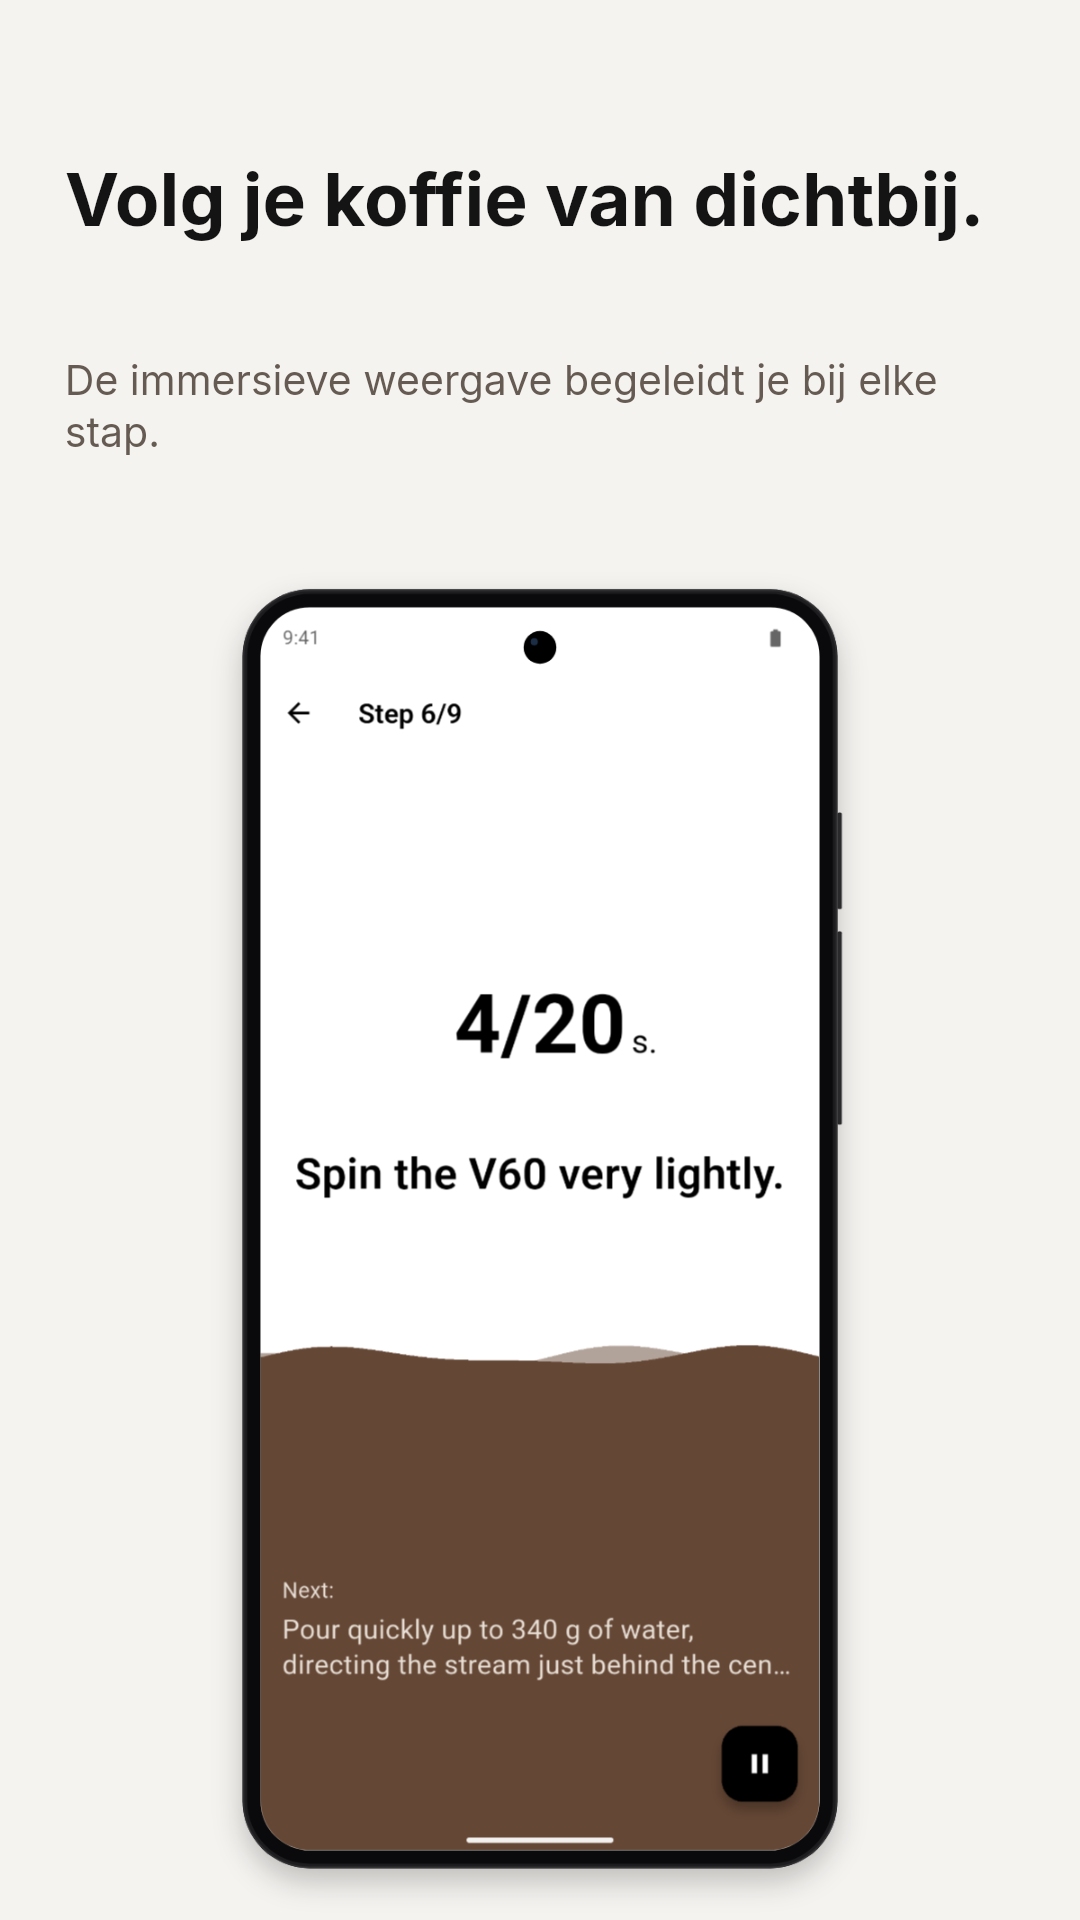 Volg je koffie van dichtbij.
De immersieve weergave begeleidt je bij elke
stap.
9:41
Step 6/9
4/20 s.
Spin the V60 very lightly.
Next:
Pour quickly up to 340 g of water,
directing the stream just behind the cen…